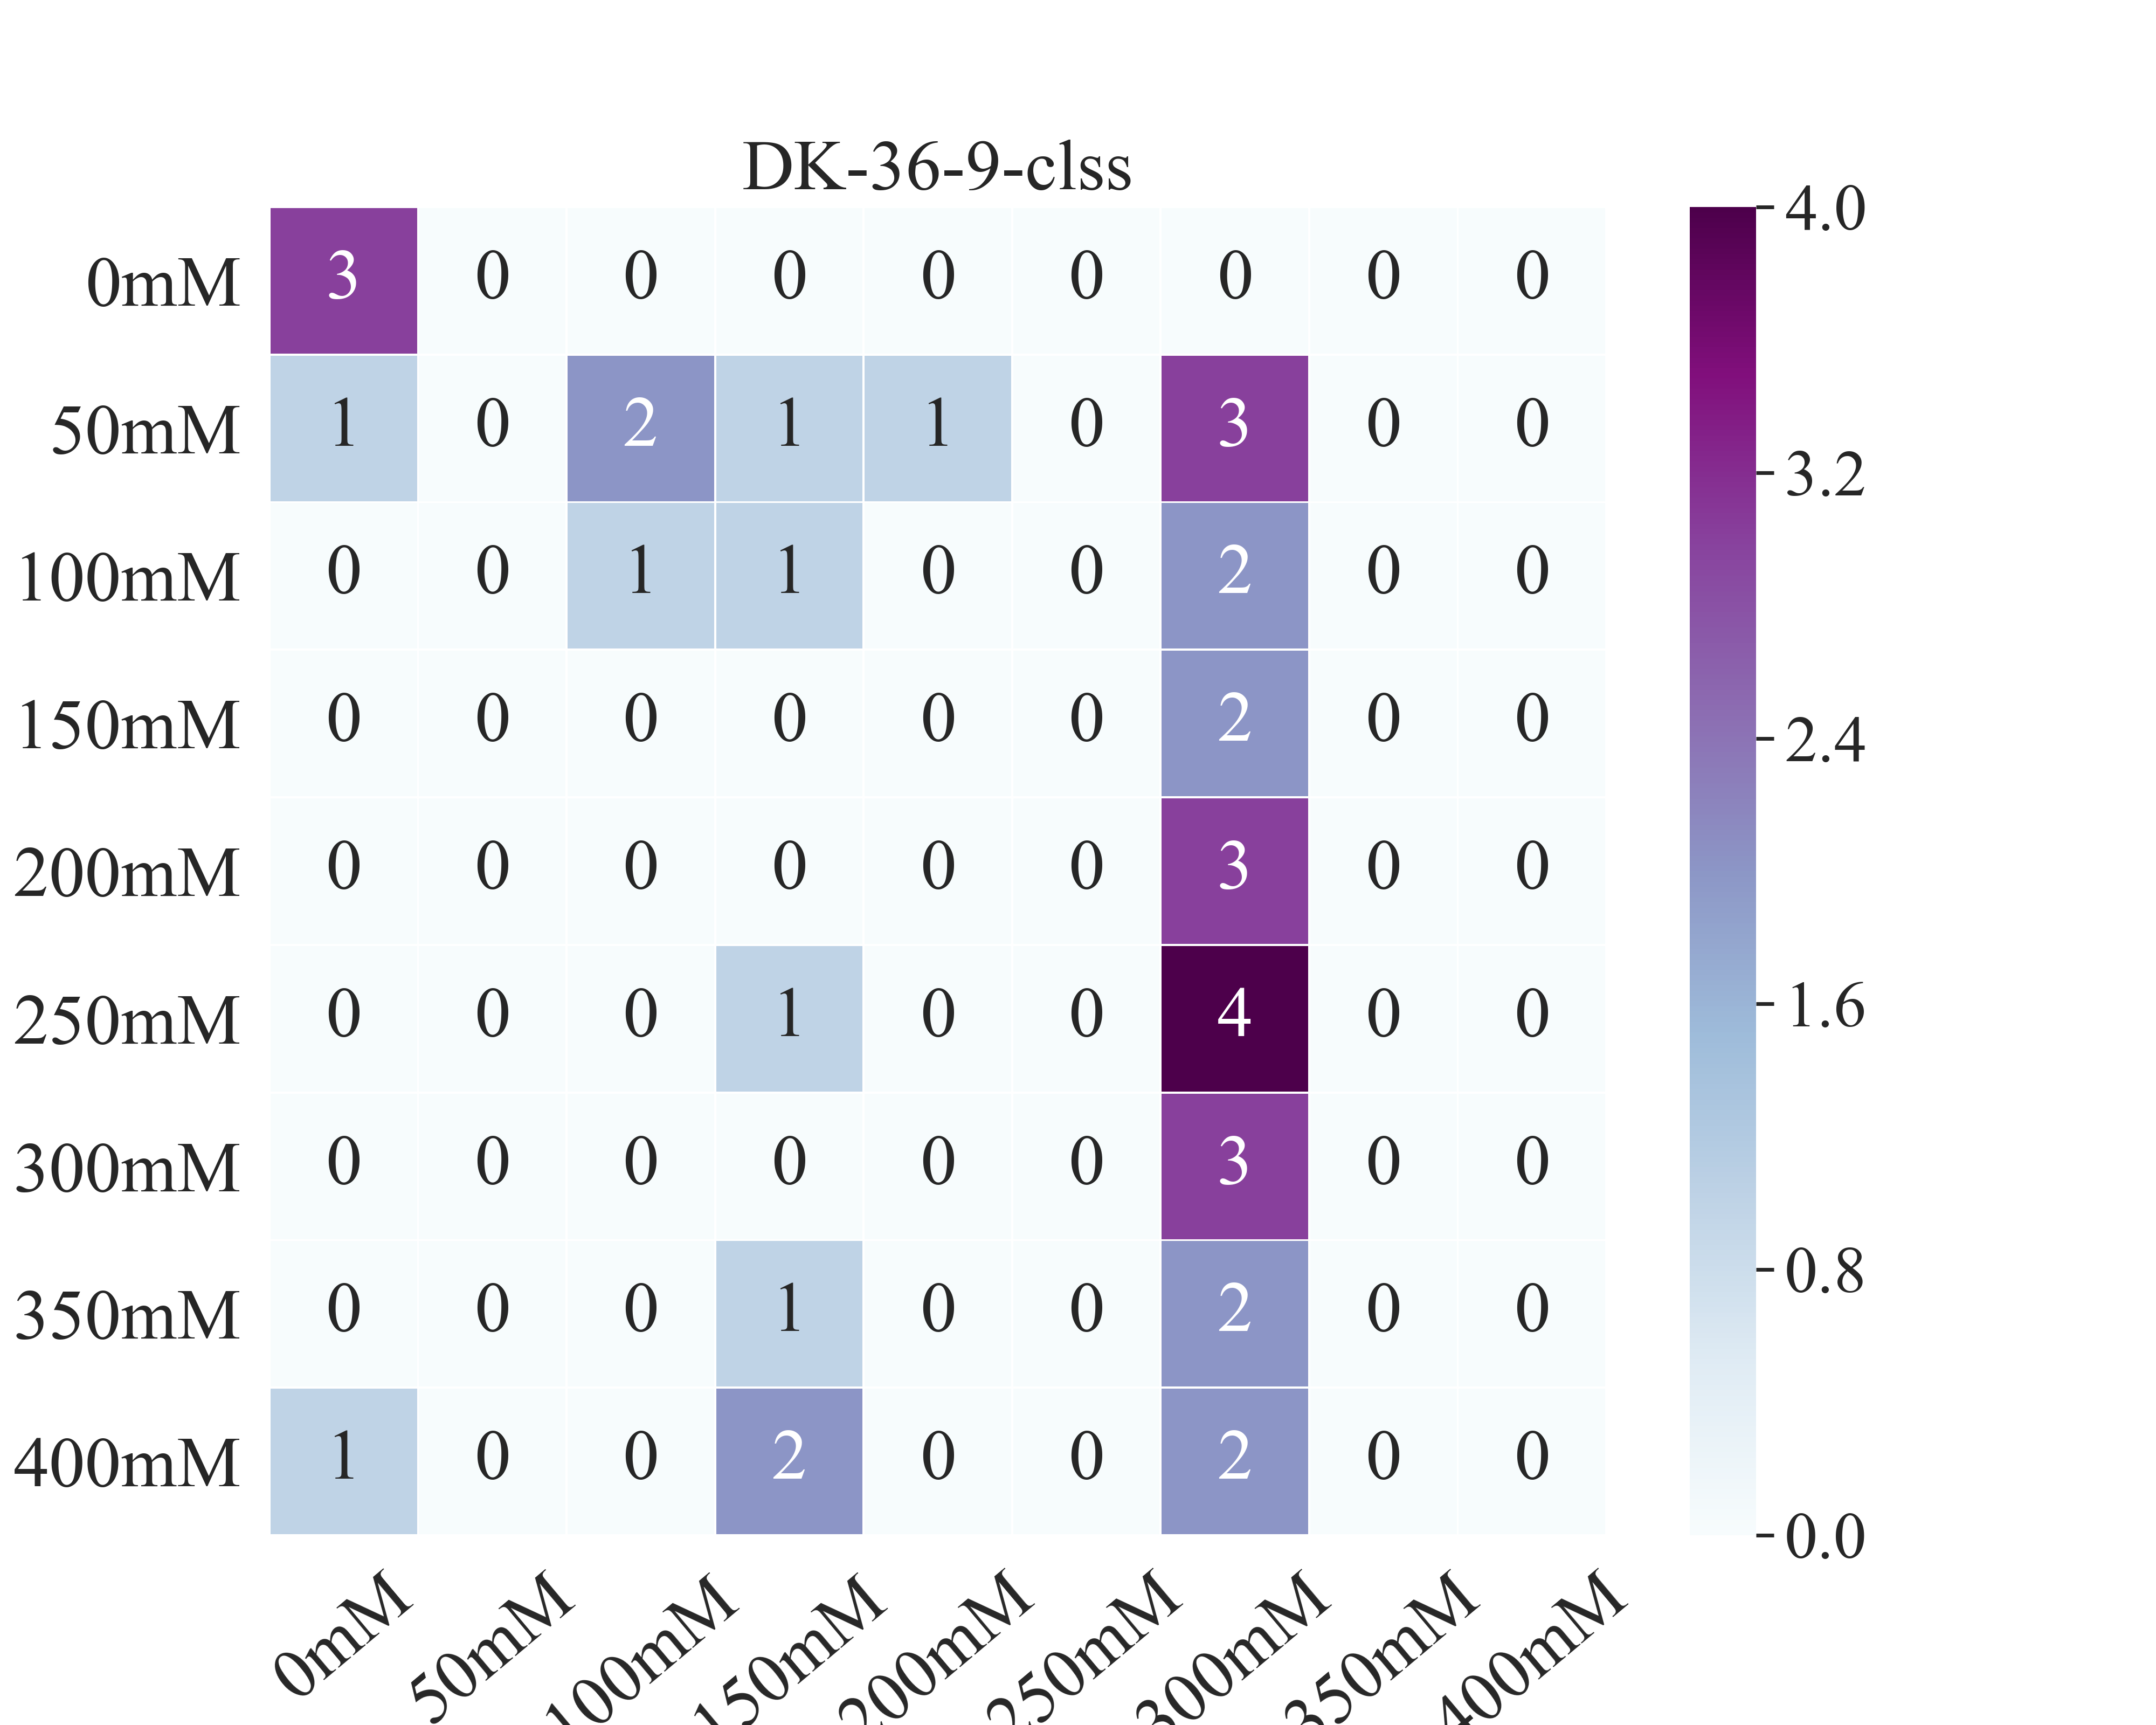 DK-36-9-clss
0mM 3 0 0 0 0 0 0 0 0
50mM 1 0 2 1 1 0 3 0 0
100mM 0 0 1 1 0 0 2 0 0
150mM 0 0 0 0 0 0 2 0 0
200mM 0 0 0 0 0 0 3 0 0
250mM 0 0 0 1 0 0 4 0 0
300mM 0 0 0 0 0 0 3 0 0
350mM 0 0 0 1 0 0 2 0 0
400mM 1 0 0 2 0 0 2 0 0
0mM 50mM 100mM 150mM 200mM 250mM 300mM 350mM 400mM
4.0
3.2
2.4
1.6
0.8
0.0